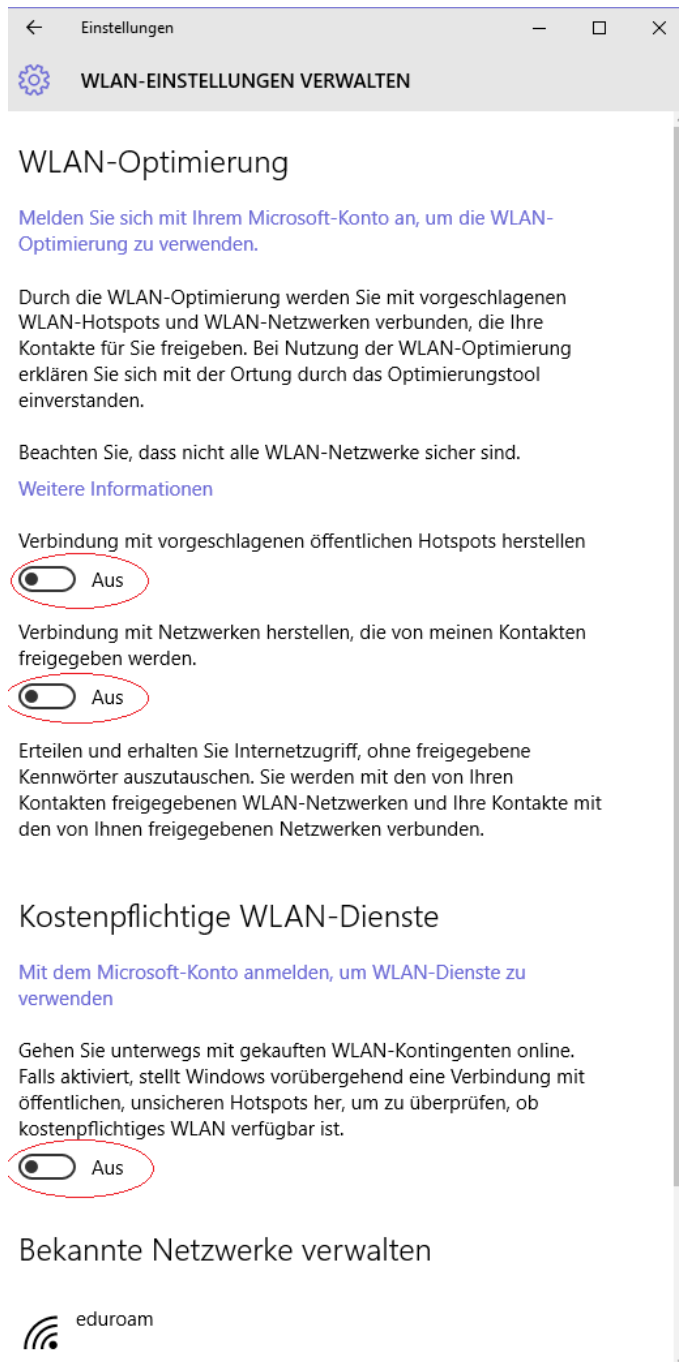 Einstellungen
WLAN-EINSTELLUNGEN VERWALTEN
WLAN-Optimierung
Melden Sie sich mit Ihrem Microsoft-Konto an, um die WLAN-
Optimierung zu verwenden.
Durch die WLAN-Optimierung werden Sie mit vorgeschlagenen
WLAN-Hotspots und WLAN-Netzwerken verbunden, die Ihre
Kontakte für Sie freigeben. Bei Nutzung der WLAN-Optimierung
erklären Sie sich mit der Ortung durch das Optimierungstool
einverstanden.
Beachten Sie, dass nicht alle WLAN-Netzwerke sicher sind.
Weitere Informationen
Verbindung mit vorgeschlagenen öffentlichen Hotspots herstellen
Aus
Verbindung mit Netzwerken herstellen, die von meinen Kontakten
freigegeben werden.
Aus
Erteilen und erhalten Sie Internetzugriff, ohne freigegebene
Kennwörter auszutauschen. Sie werden mit den von Ihren
Kontakten freigegebenen WLAN-Netzwerken und Ihre Kontakte mit
den von Ihnen freigegebenen Netzwerken verbunden.
Kostenpflichtige WLAN-Dienste
Mit dem Microsoft-Konto anmelden, um WLAN-Dienste zu
verwenden
Gehen Sie unterwegs mit gekauften WLAN-Kontingenten online.
Falls aktiviert, stellt Windows vorübergehend eine Verbindung mit
öffentlichen, unsicheren Hotspots her, um zu überprüfen, ob
kostenpflichtiges WLAN verfügbar ist.
Aus
Bekannte Netzwerke verwalten
eduroam